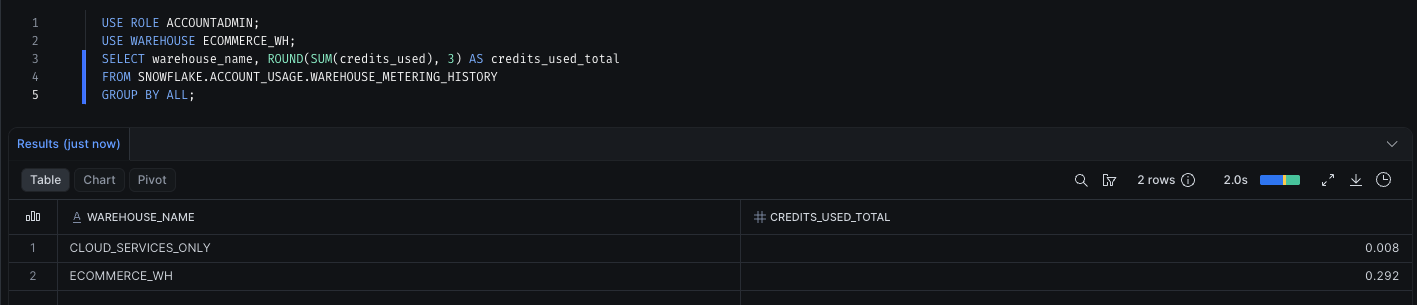 1 USE ROLE ACCOUNTADMIN;
2 USE WAREHOUSE ECOMMERCE_WH;
3 SELECT warehouse_name, ROUND(SUM(credits_used), 3) AS credits_used_total
4 FROM SNOWFLAKE.ACCOUNT_USAGE.WAREHOUSE_METERING_HISTORY
5 GROUP BY ALL;
Results (just now)
Table Chart Pivot 2 rows 2.0s
A WAREHOUSE_NAME # CREDITS_USED_TOTAL
1 CLOUD_SERVICES_ONLY 0.008
2 ECOMMERCE_WH 0.292